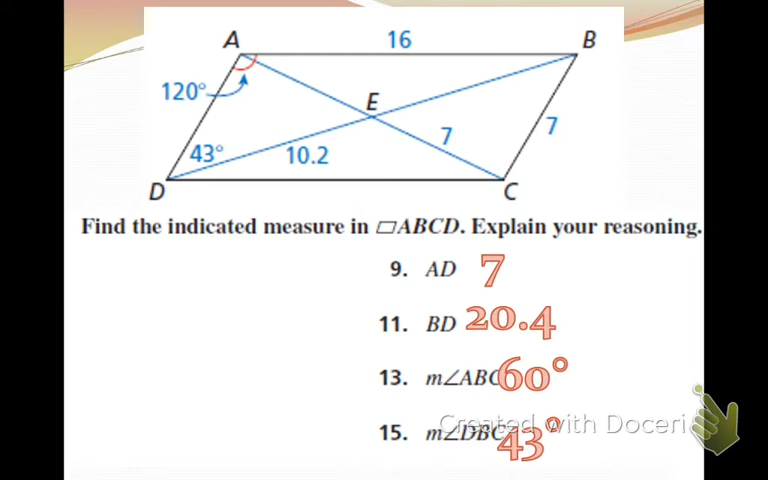 A 16 B
120°
E
7
7
43°
10.2
D
C
Find the indicated measure in ▱ABCD. Explain your reasoning.
9. AD 7
11. BD 20.4
13. m∠ABC 60°
Created with Doceri
15. m∠DBC 43°